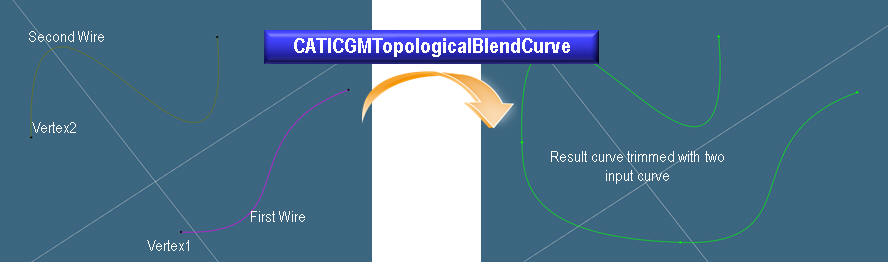 Second Wire
CATICGMTopologicalBlendCurve
Vertex2
Result curve trimmed with two
input curve
First Wire
Vertex1